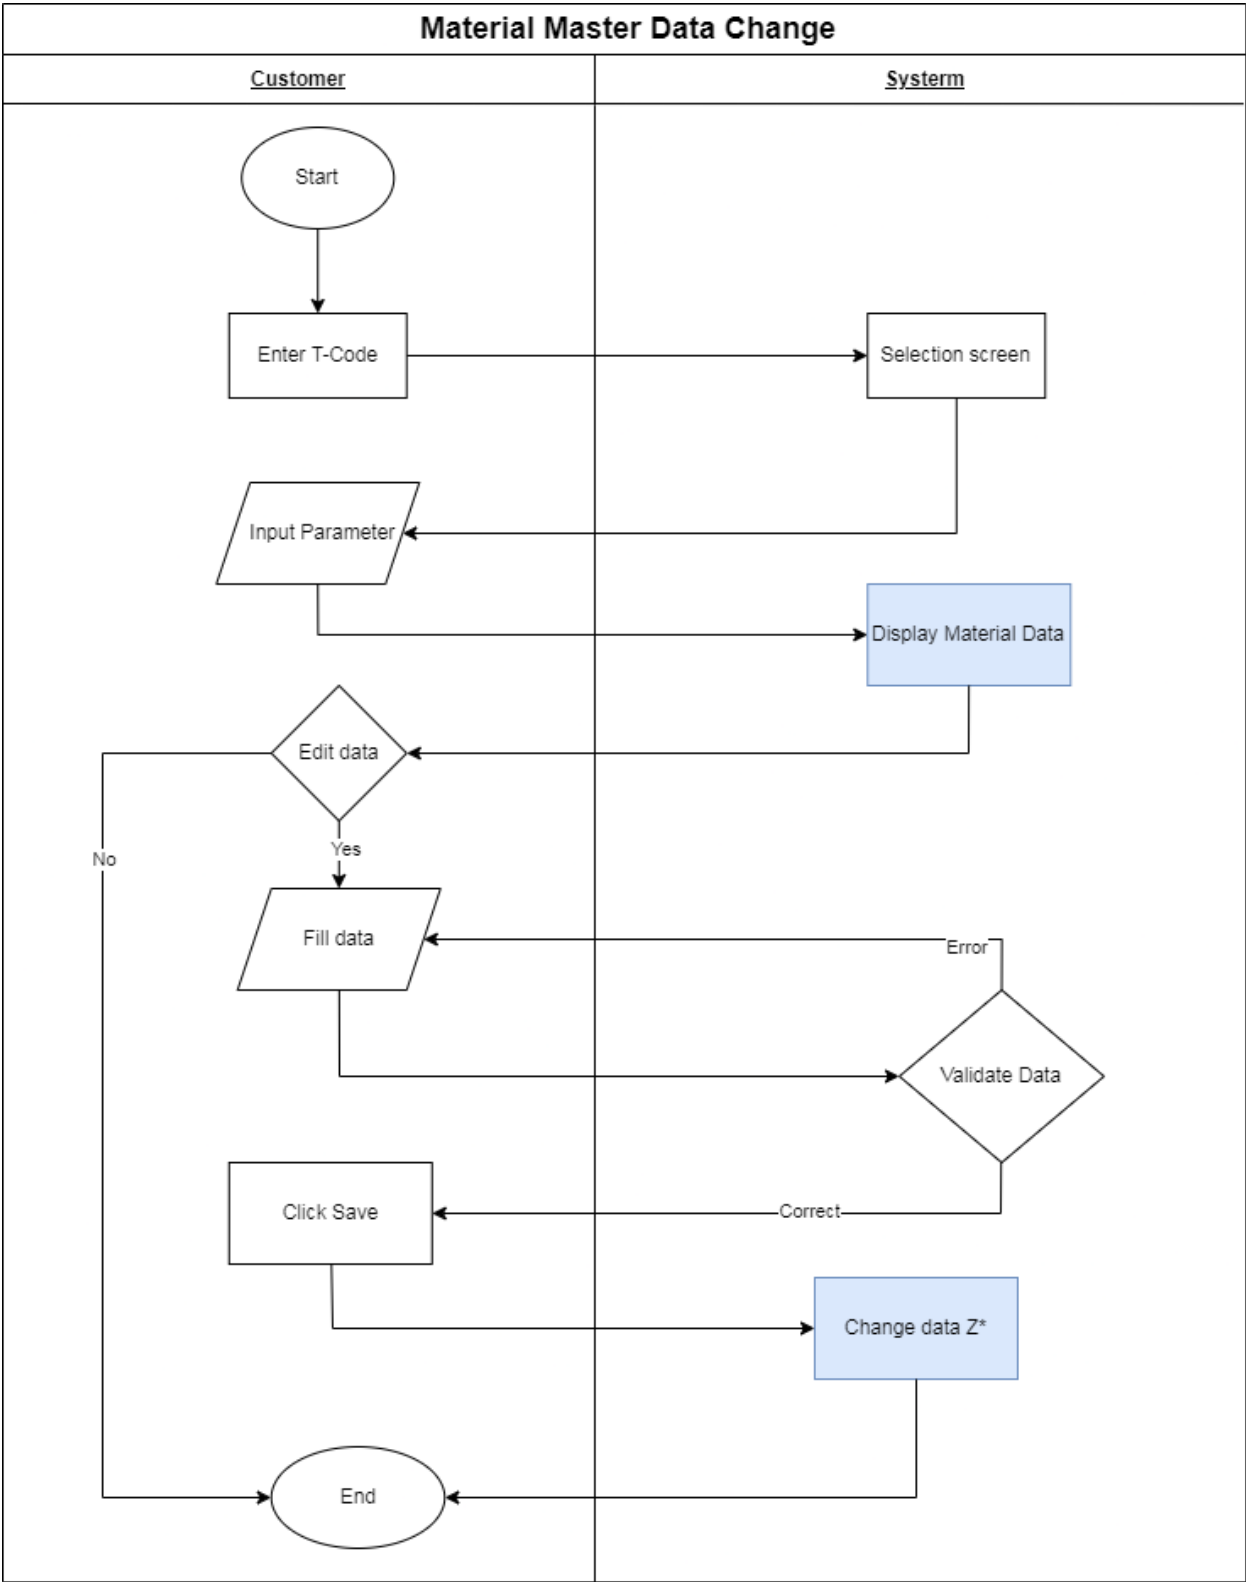 Material Master Data Change
Customer
Systerm
Start
Enter T-Code
Selection screen
Input Parameter
Display Material Data
Edit data
Yes
No
Fill data
Error
Validate Data
Click Save
Correct
Change data Z*
End